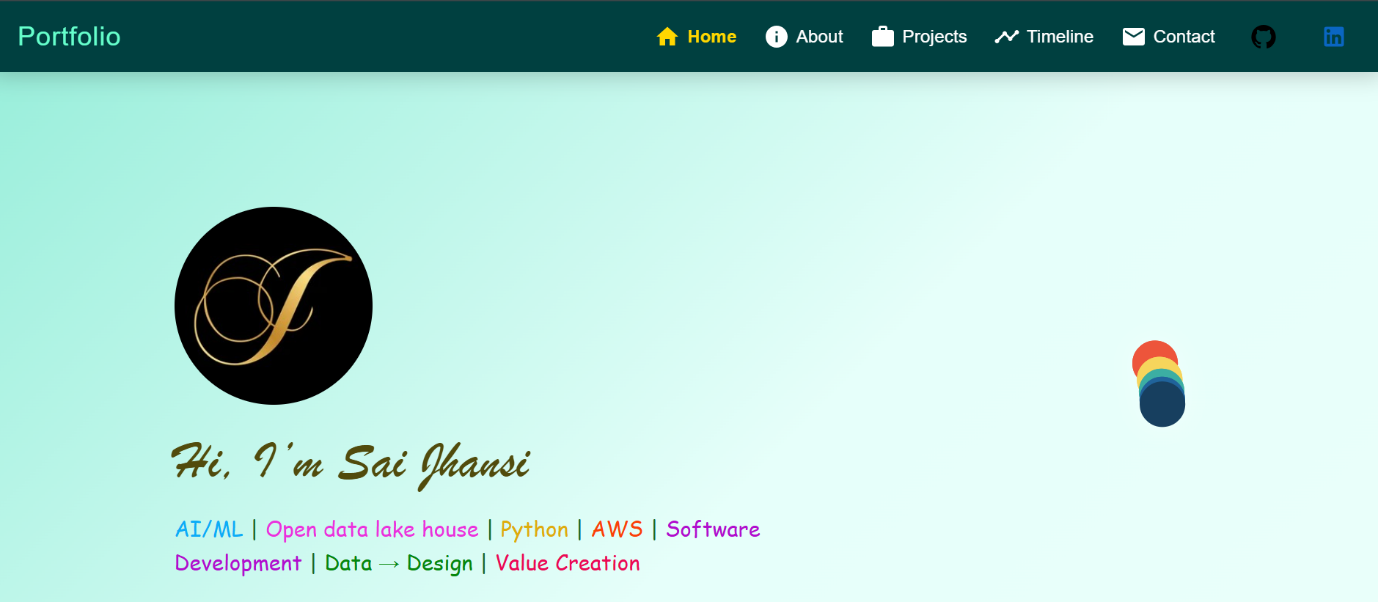 Portfolio Home About Projects Timeline Contact
Hi, I'm Sai Jhansi
AI/ML | Open data lake house | Python | AWS | Software
Development | Data → Design | Value Creation